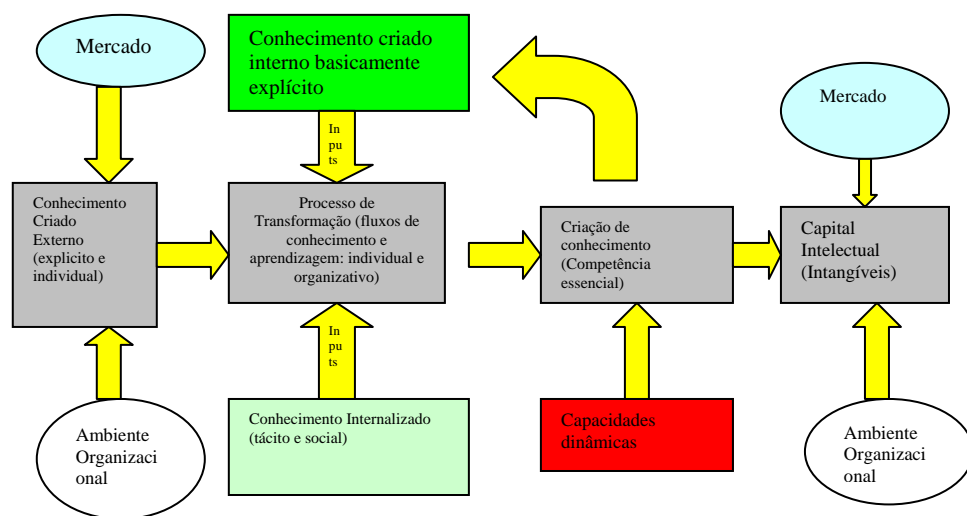 Mercado
Conhecimento criado
interno basicamente
explícito
Mercado
In
pu
ts
Conhecimento
Criado
Externo
(explicito e
individual)
Processo de
Transformação (fluxos de
conhecimento e
aprendizagem: individual e
organizativo)
Criação de
conhecimento
(Competência
essencial)
Capital
Intelectual
(Intangíveis)
In
pu
ts
Ambiente
Organizaci
onal
Conhecimento Internalizado
(tácito e social)
Capacidades
dinâmicas
Ambiente
Organizaci
onal